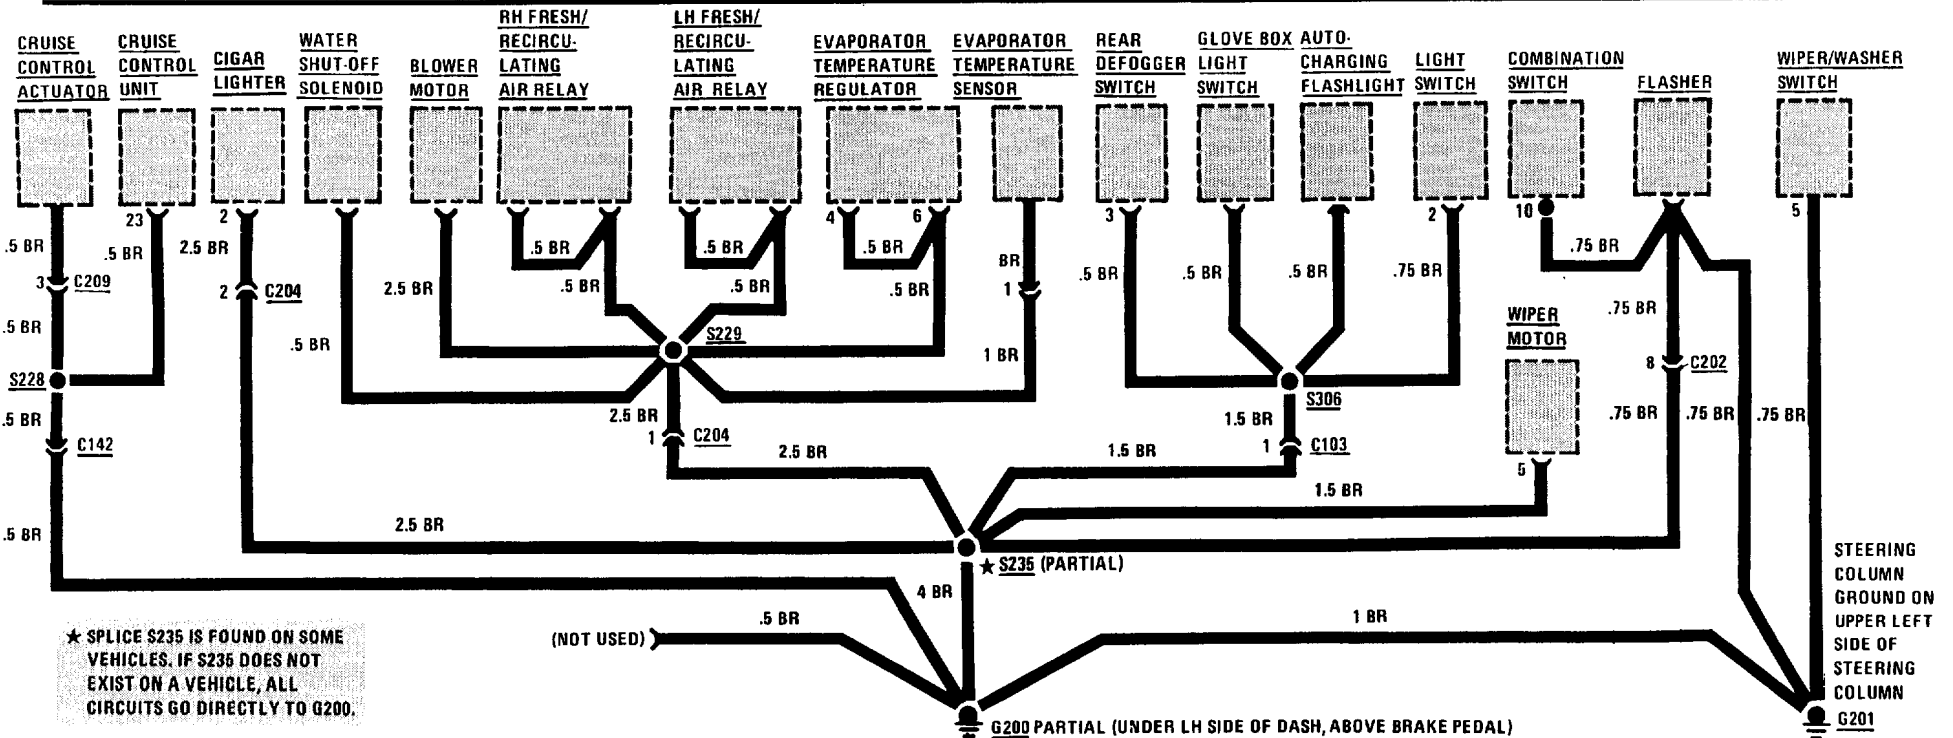 CRUISE
CONTROL
ACTUATOR
CRUISE
CONTROL
UNIT
CIGAR
LIGHTER
WATER
SHUT-OFF
SOLENOID
BLOWER
MOTOR
RH FRESH/
RECIRCU-
LATING
AIR RELAY
LH FRESH/
RECIRCU-
LATING
AIR RELAY
EVAPORATOR
TEMPERATURE
REGULATOR
EVAPORATOR
TEMPERATURE
SENSOR
REAR
DEFOGGER
SWITCH
GLOVE BOX
LIGHT
SWITCH
AUTO-
CHARGING
FLASHLIGHT
LIGHT
SWITCH
COMBINATION
SWITCH
FLASHER
WIPER/WASHER
SWITCH
23
2
4
6
3
2
10
5
.5 BR
.5 BR
2.5 BR
.5 BR
.5 BR
.5 BR
.75 BR
3 C209
2 C204
2.5 BR
.5 BR
.5 BR
.5 BR
BR
1
.5 BR
.5 BR
.5 BR
.75 BR
.75 BR
.5 BR
.5 BR
S229
1 BR
WIPER
MOTOR
8 C202
S228
.5 BR
2.5 BR
S306
1.5 BR
.75 BR
.75 BR
.75 BR
C142
1 C204
1 C103
2.5 BR
1.5 BR
5
1.5 BR
.5 BR
2.5 BR
★ S235 (PARTIAL)
4 BR
STEERING
COLUMN
GROUND ON
UPPER LEFT
SIDE OF
STEERING
COLUMN
(NOT USED)
.5 BR
1 BR
★ SPLICE S235 IS FOUND ON SOME
VEHICLES. IF S235 DOES NOT
EXIST ON A VEHICLE, ALL
CIRCUITS GO DIRECTLY TO G200.
G200 PARTIAL (UNDER LH SIDE OF DASH, ABOVE BRAKE PEDAL)
G201